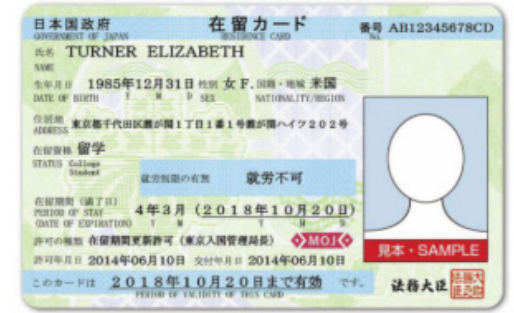 日本国政府 在留カード 番号 AB12345678CD
GOVERNMENT OF JAPAN RESIDENCE CARD No.
氏名 TURNER ELIZABETH
NAME
生年月日 1985年12月31日 性別 女 F. 国籍・地域 米国
DATE OF BIRTH Y M D SEX NATIONALITY/REGION
住居地 東京都千代田区霞が関1丁目1番1号霞が関ハイツ202号
ADDRESS
在留資格 留学
STATUS College Student
就労制限の有無 就労不可
在留期間(満了日) 4年3月(2018年10月20日)
PERIOD OF STAY (DATE OF EXPIRATION) Y M Y M D
許可の種類 在留期間更新許可(東京入国管理局長) MOJ
見本・SAMPLE
許可年月日 2014年06月10日 交付年月日 2014年06月10日
このカードは 2018年10月20日まで有効 です。 法務大臣
PERIOD OF VALIDITY OF THIS CARD